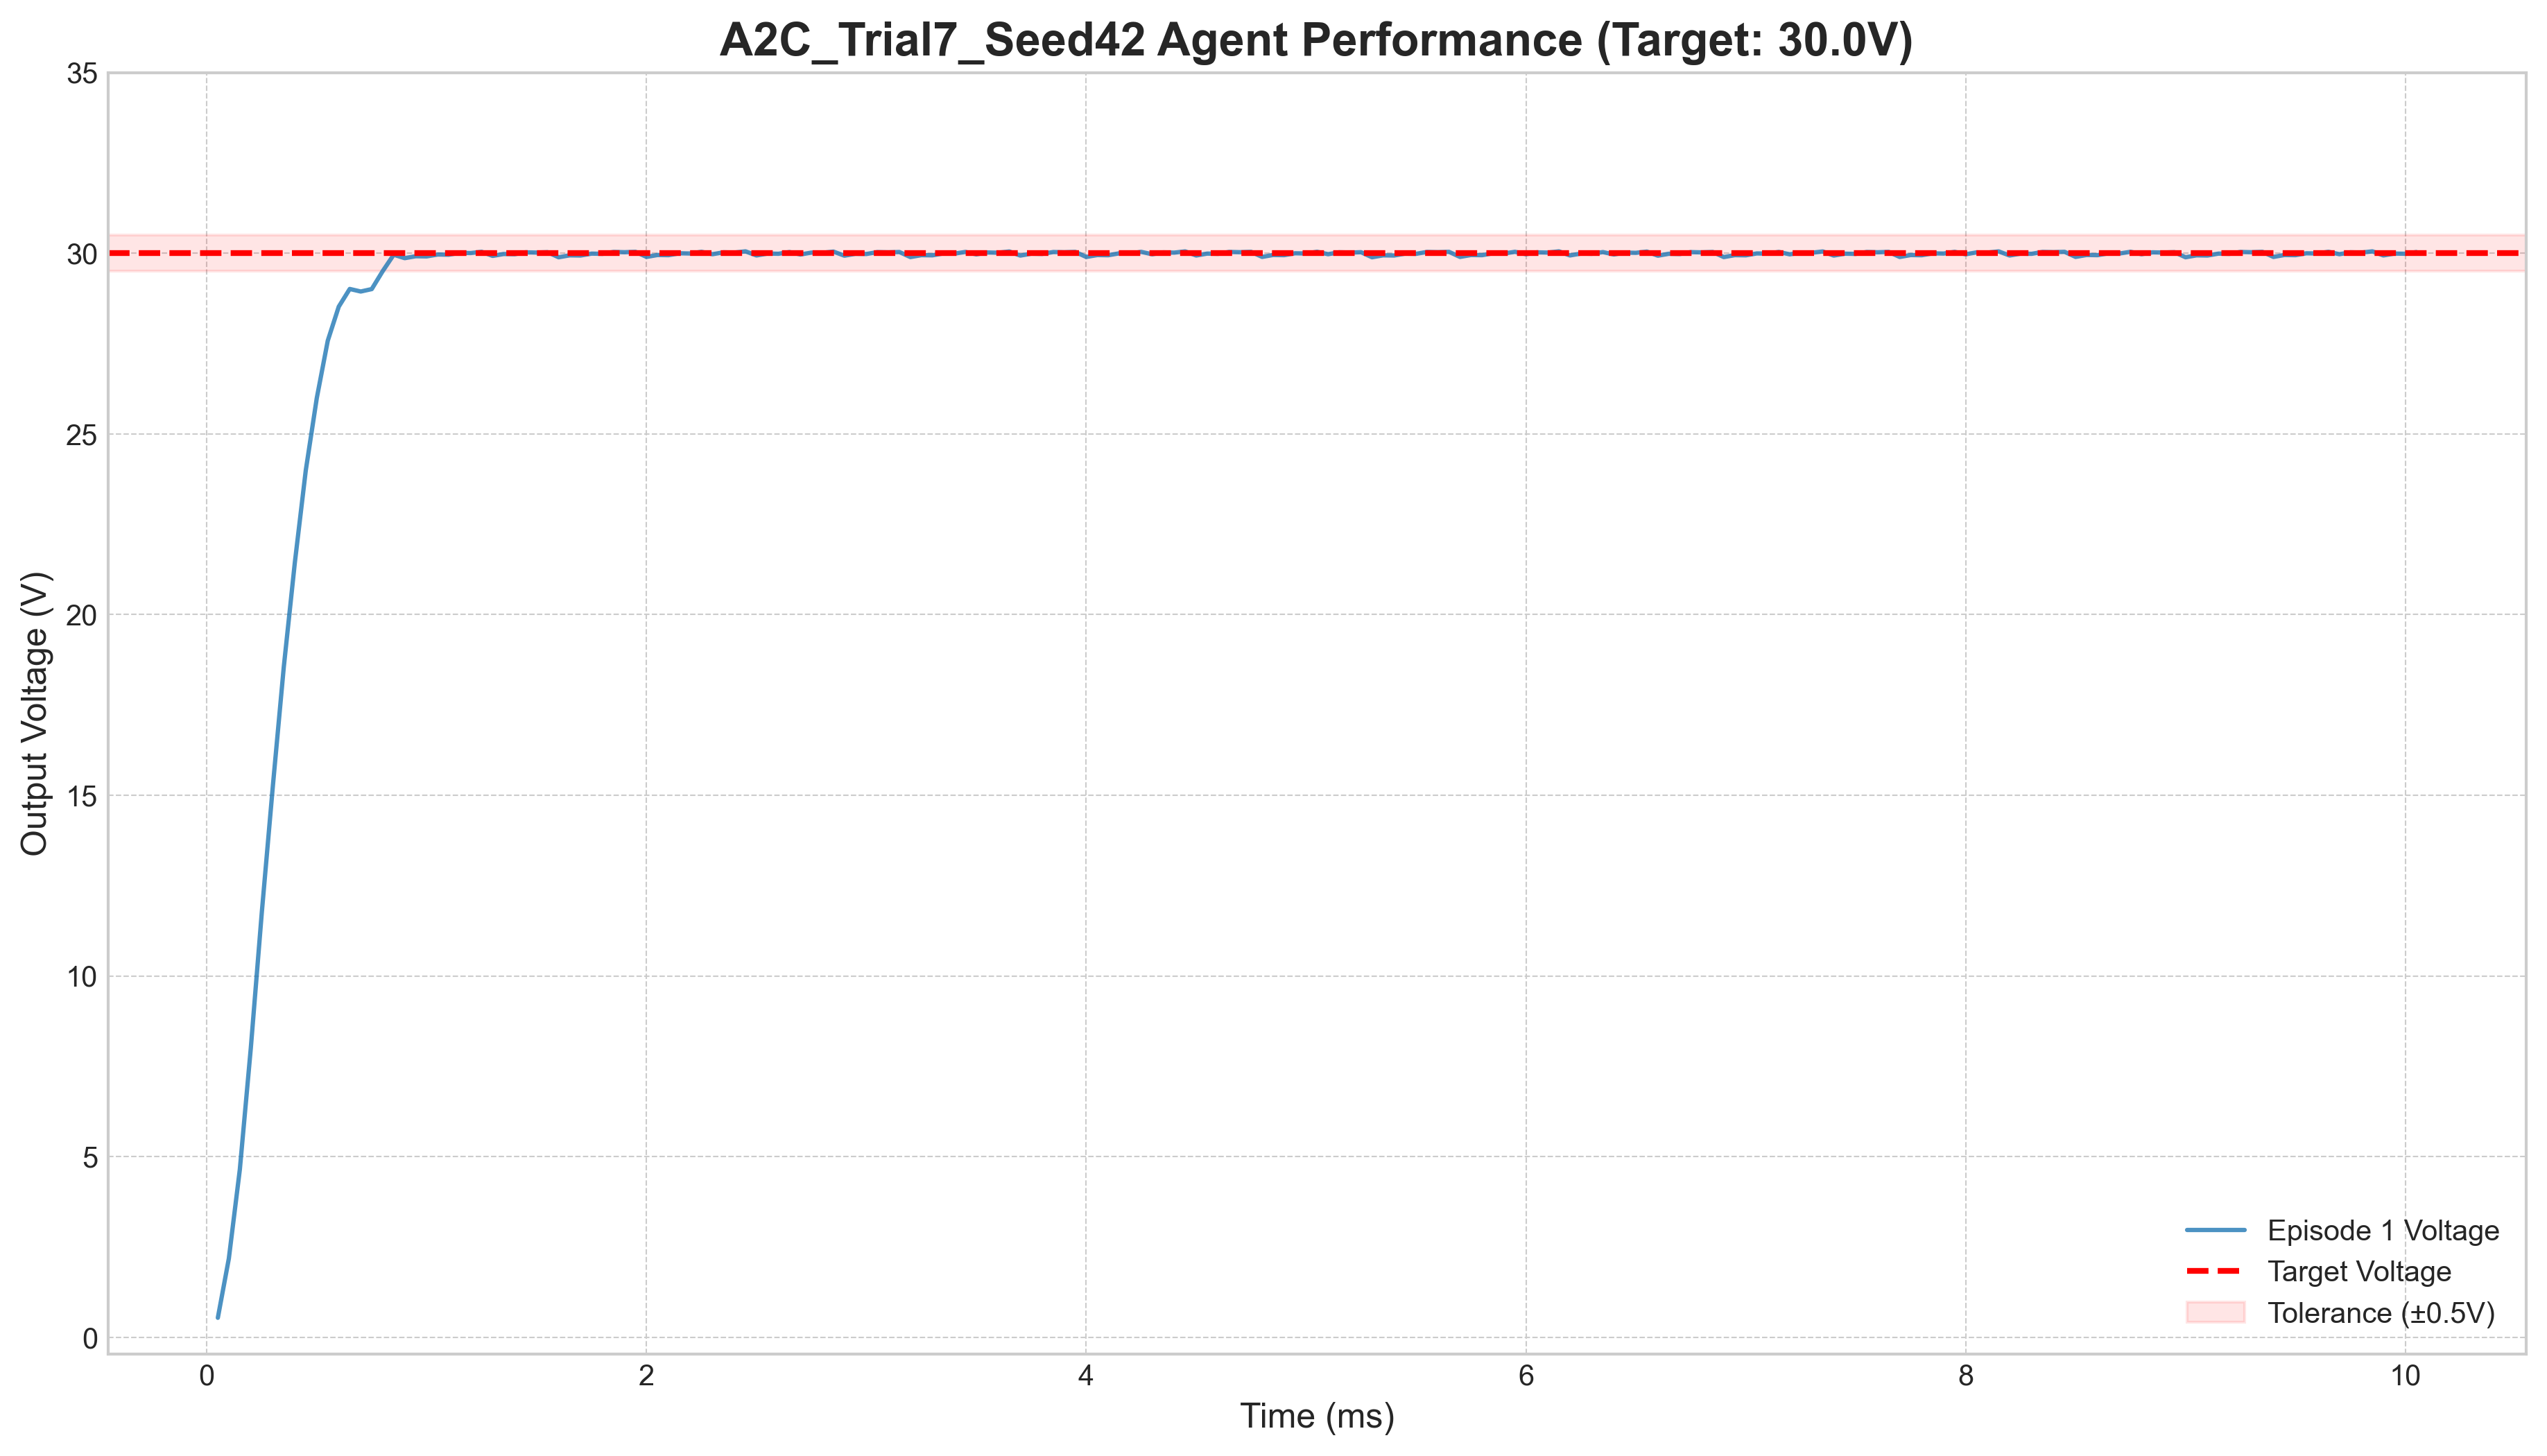 A2C_Trial7_Seed42 Agent Performance (Target: 30.0V)
35
30
25
20
15
10
5
0
Output Voltage (V)
Episode 1 Voltage
Target Voltage
Tolerance (±0.5V)
0 2 4 6 8 10
Time (ms)